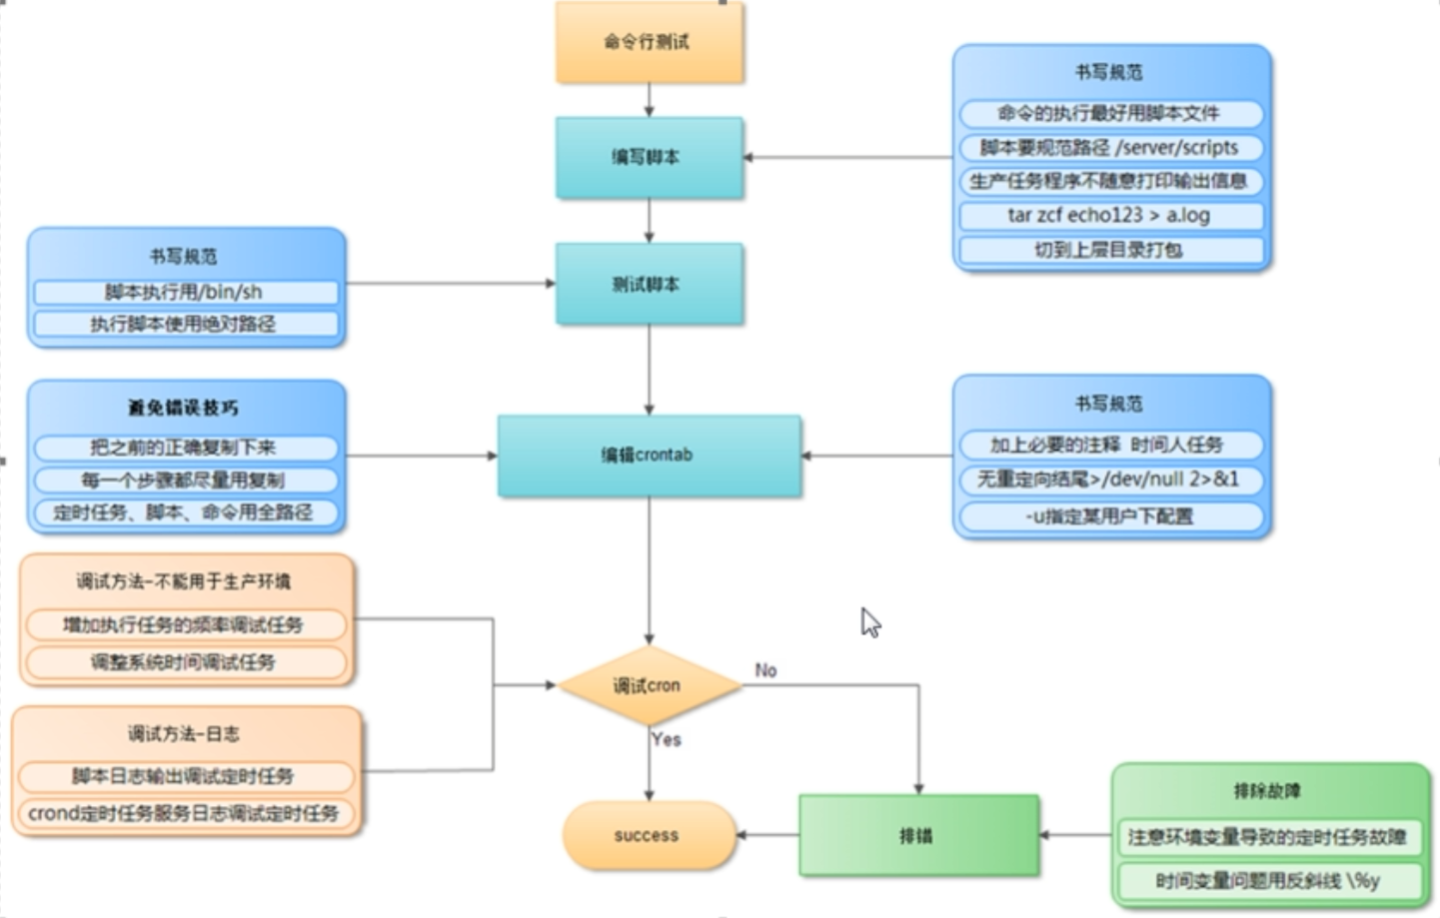 命令行测试
编写脚本
书写规范
命令的执行最好用脚本文件
脚本要规范路径 /server/scripts
生产任务程序不随意打印输出信息
tar zcf echo123 > a.log
切到上层目录打包
书写规范
脚本执行用/bin/sh
执行脚本使用绝对路径
测试脚本
避免错误技巧
把之前的正确复制下来
每一个步骤都尽量用复制
定时任务、脚本、命令用全路径
编辑crontab
书写规范
加上必要的注释 时间人任务
无重定向结尾>/dev/null 2>&1
-u指定某用户下配置
调试方法-不能用于生产环境
增加执行任务的频率调试任务
调整系统时间调试任务
调试方法-日志
脚本日志输出调试定时任务
crond定时任务服务日志调试定时任务
调试cron
No
Yes
success
排错
排除故障
注意环境变量导致的定时任务故障
时间变量问题用反斜线 \%y